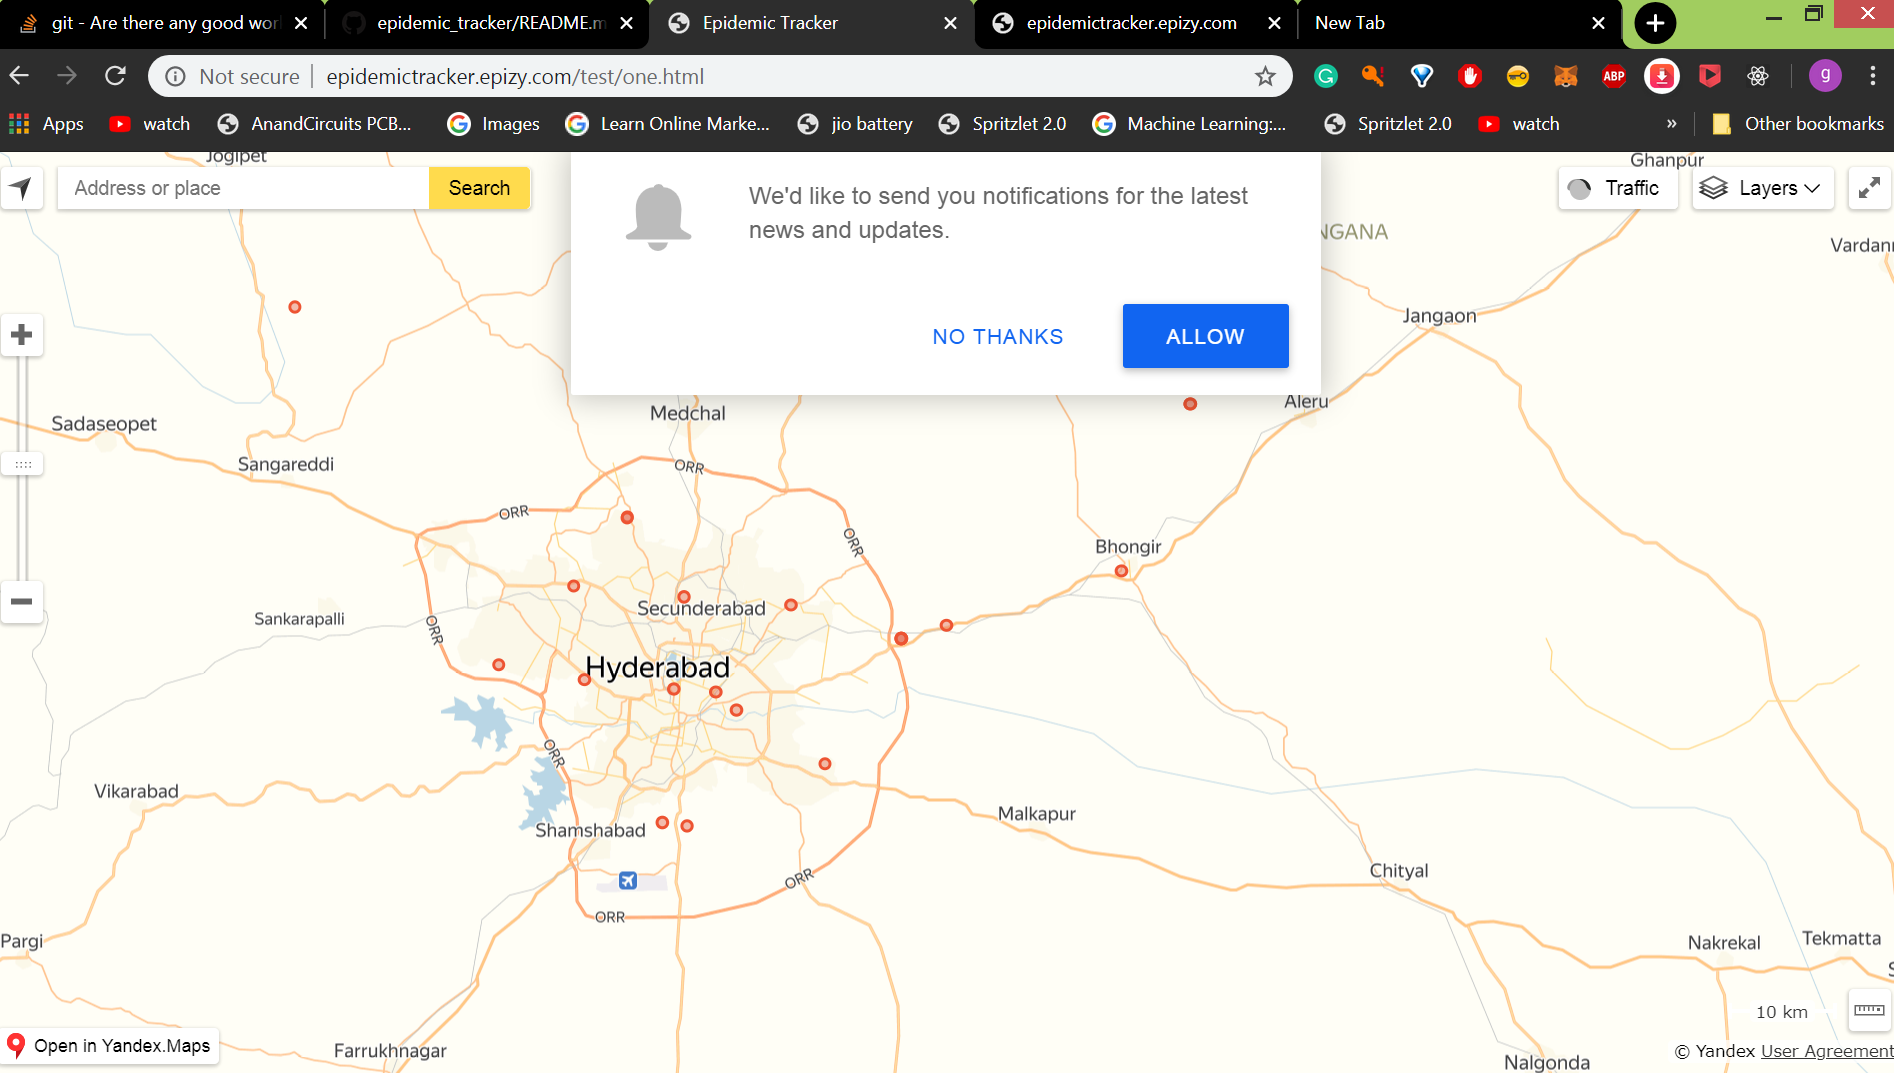 git - Are there any good worl
epidemic_tracker/README.m
Epidemic Tracker
epidemictracker.epizy.com
New Tab
Not secure
epidemictracker.epizy.com/test/one.html
G
ABP
g
Apps
watch
AnandCircuits PCB...
Images
Learn Online Marke...
jio battery
Spritzlet 2.0
Machine Learning:...
Spritzlet 2.0
watch
»
Other bookmarks
Jogipet
Ghanpur
Address or place
Search
We'd like to send you notifications for the latest
news and updates.
Traffic
Layers
NGANA
Vardan
NO THANKS
ALLOW
Jangaon
Aleru
Medchal
Sadaseopet
Sangareddi
ORR
ORR
ORR
Bhongir
Secunderabad
Sankarapalli
ORR
Hyderabad
ORR
Vikarabad
Malkapur
Shamshabad
Chityal
ORR
ORR
Pargi
Nakrekal
Tekmatta
10 km
Open in Yandex.Maps
Farrukhnagar
© Yandex User Agreement
Nalgonda